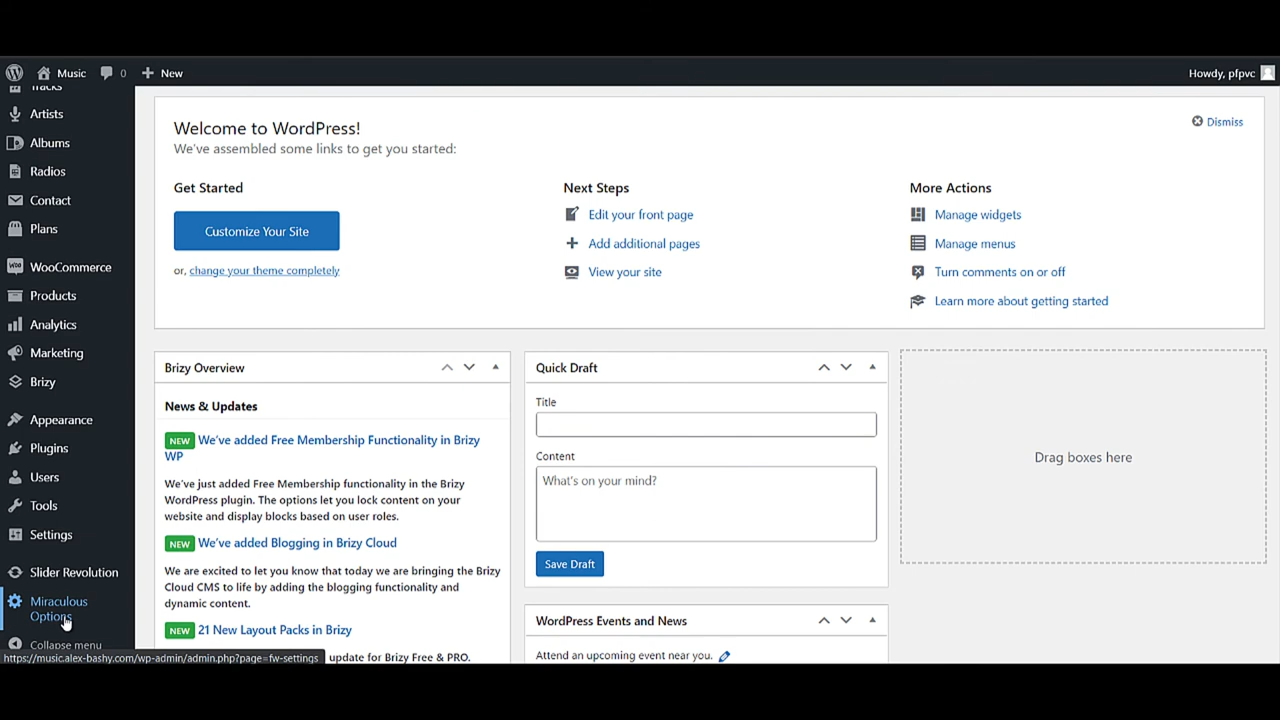 Music
0
New
Howdy, pfpvc
Tracks
Artists
Albums
Radios
Contact
Plans
WooCommerce
Products
Analytics
Marketing
Brizy
Appearance
Plugins
Users
Tools
Settings
Slider Revolution
Miraculous
Options
Collapse menu
https://music.alex-bashy.com/wp-admin/admin.php?page=fw-settings
Welcome to WordPress!
We've assembled some links to get you started:
Dismiss
Get Started
Customize Your Site
or, change your theme completely
Next Steps
Edit your front page
Add additional pages
View your site
More Actions
Manage widgets
Manage menus
Turn comments on or off
Learn more about getting started
Brizy Overview
News & Updates
NEW We've added Free Membership Functionality in Brizy
WP
We've just added Free Membership functionality in the Brizy
WordPress plugin. The options let you lock content on your
website and display blocks based on user roles.
NEW We've added Blogging in Brizy Cloud
We are excited to let you know that today we are bringing the Brizy
Cloud CMS to life by adding the blogging functionality and
dynamic content.
NEW 21 New Layout Packs in Brizy
update for Brizy Free & PRO.
Quick Draft
Title
Content
What's on your mind?
Save Draft
WordPress Events and News
Attend an upcoming event near you.
Drag boxes here